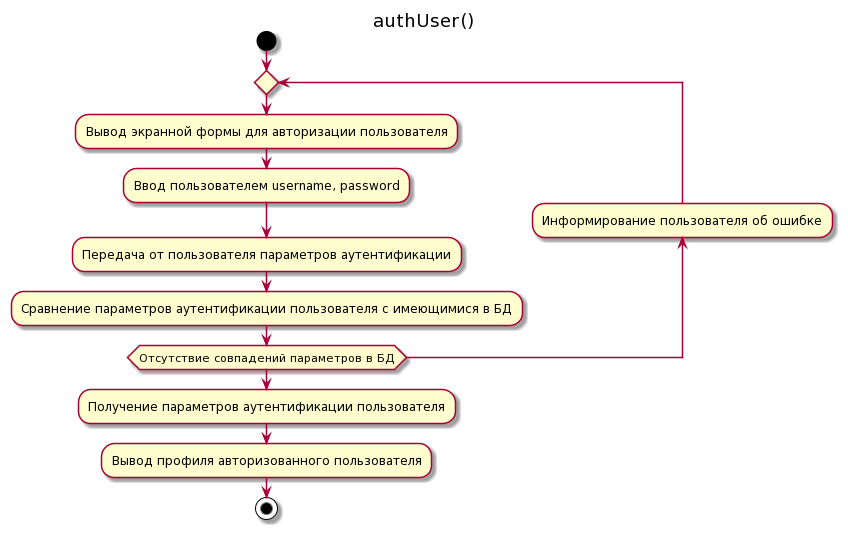 authUser()
Вывод экранной формы для авторизации пользователя
Ввод пользователем username, password
Информирование пользователя об ошибке
Передача от пользователя параметров аутентификации
Сравнение параметров аутентификации пользователя с имеющимися в БД
Отсутствие совпадений параметров в БД
Получение параметров аутентификации пользователя
Вывод профиля авторизованного пользователя